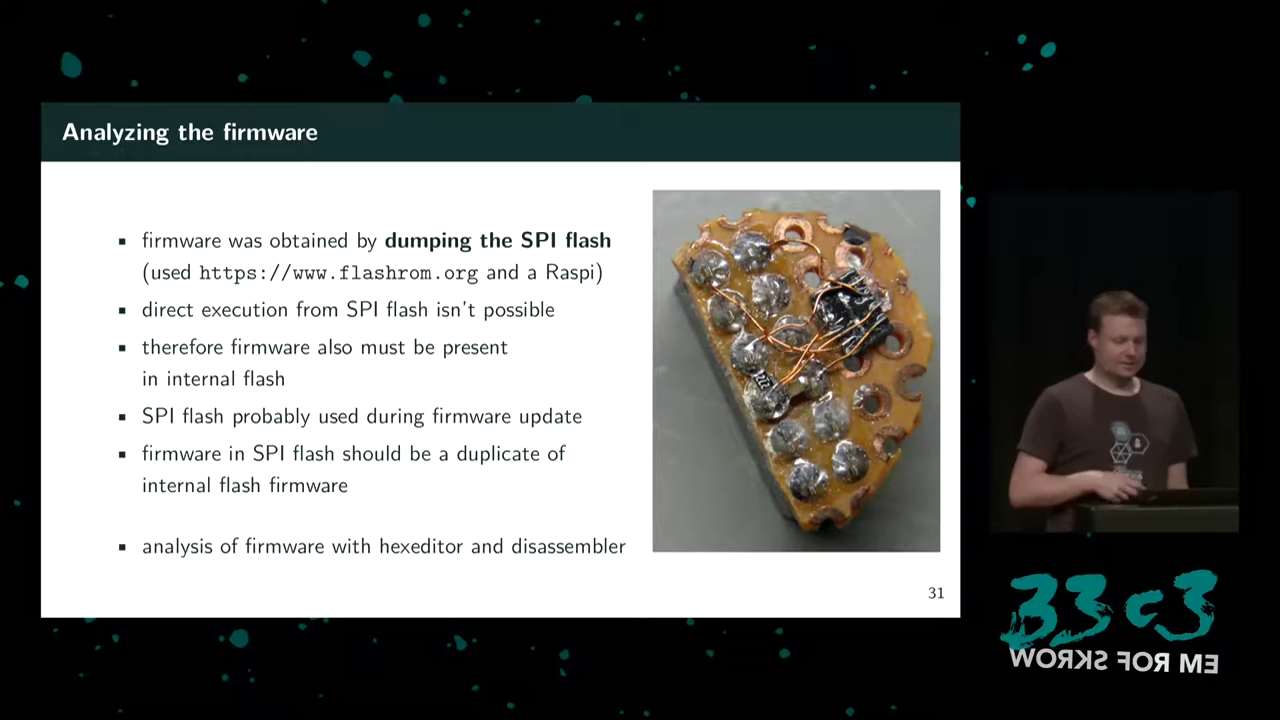 Analyzing the firmware
▪ firmware was obtained by dumping the SPI flash
(used https://www.flashrom.org and a Raspi)
▪ direct execution from SPI flash isn't possible
▪ therefore firmware also must be present
in internal flash
▪ SPI flash probably used during firmware update
▪ firmware in SPI flash should be a duplicate of
internal flash firmware
▪ analysis of firmware with hexeditor and disassembler
31
33c3
WORKS FOR ME